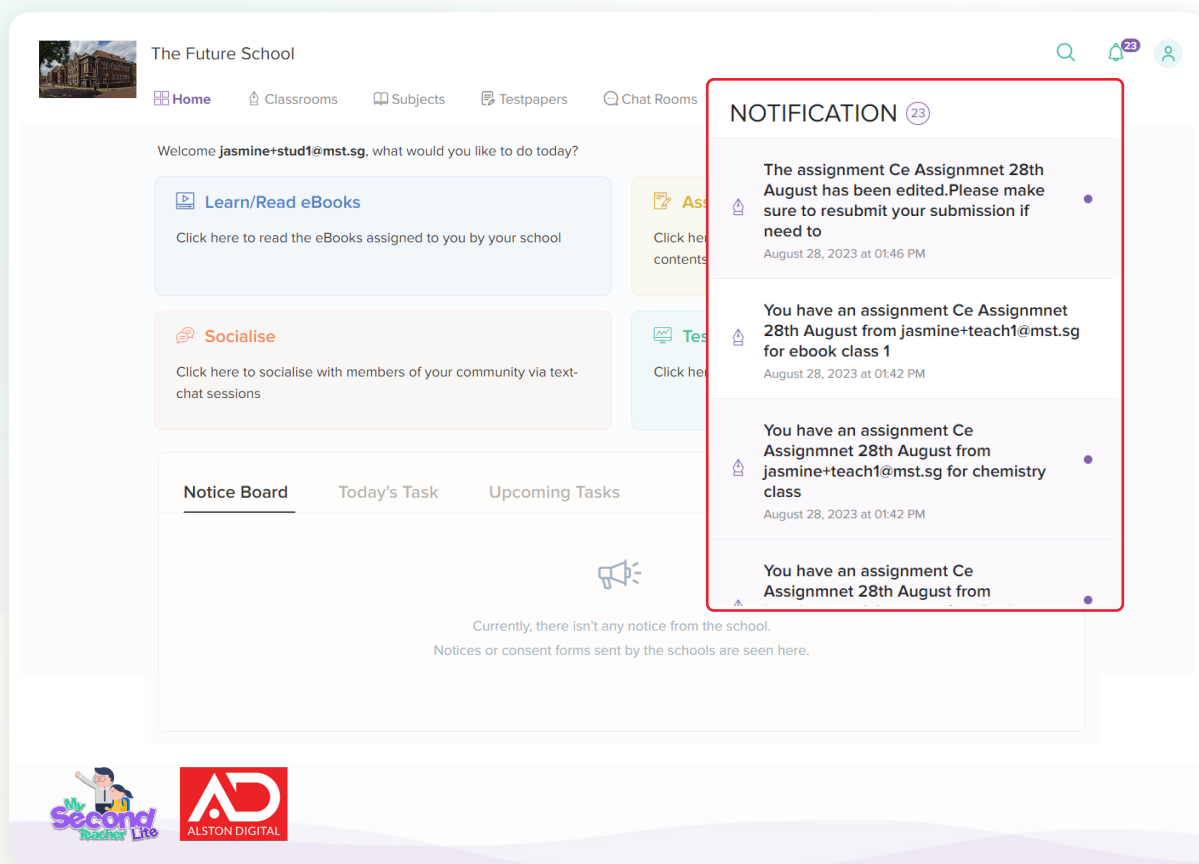 The Future School
23
Home
Classrooms
Subjects
Testpapers
Chat Rooms
Welcome jasmine+stud1@mst.sg, what would you like to do today?
Learn/Read eBooks
Click here to read the eBooks assigned to you by your school
Socialise
Click here to socialise with members of your community via text-
chat sessions
contents
Notice Board
Today's Task
Upcoming Tasks
Currently, there isn't any notice from the school.
Notices or consent forms sent by the schools are seen here.
NOTIFICATION 23
The assignment Ce Assignmnet 28th
August has been edited.Please make
sure to resubmit your submission if
need to
August 28, 2023 at 01:46 PM
You have an assignment Ce Assignmnet
28th August from jasmine+teach1@mst.sg
for ebook class 1
August 28, 2023 at 01:42 PM
You have an assignment Ce
Assignmnet 28th August from
jasmine+teach1@mst.sg for chemistry
class
August 28, 2023 at 01:42 PM
You have an assignment Ce
Assignmnet 28th August from
My
Second
Teacher Lite
AD
ALSTON DIGITAL